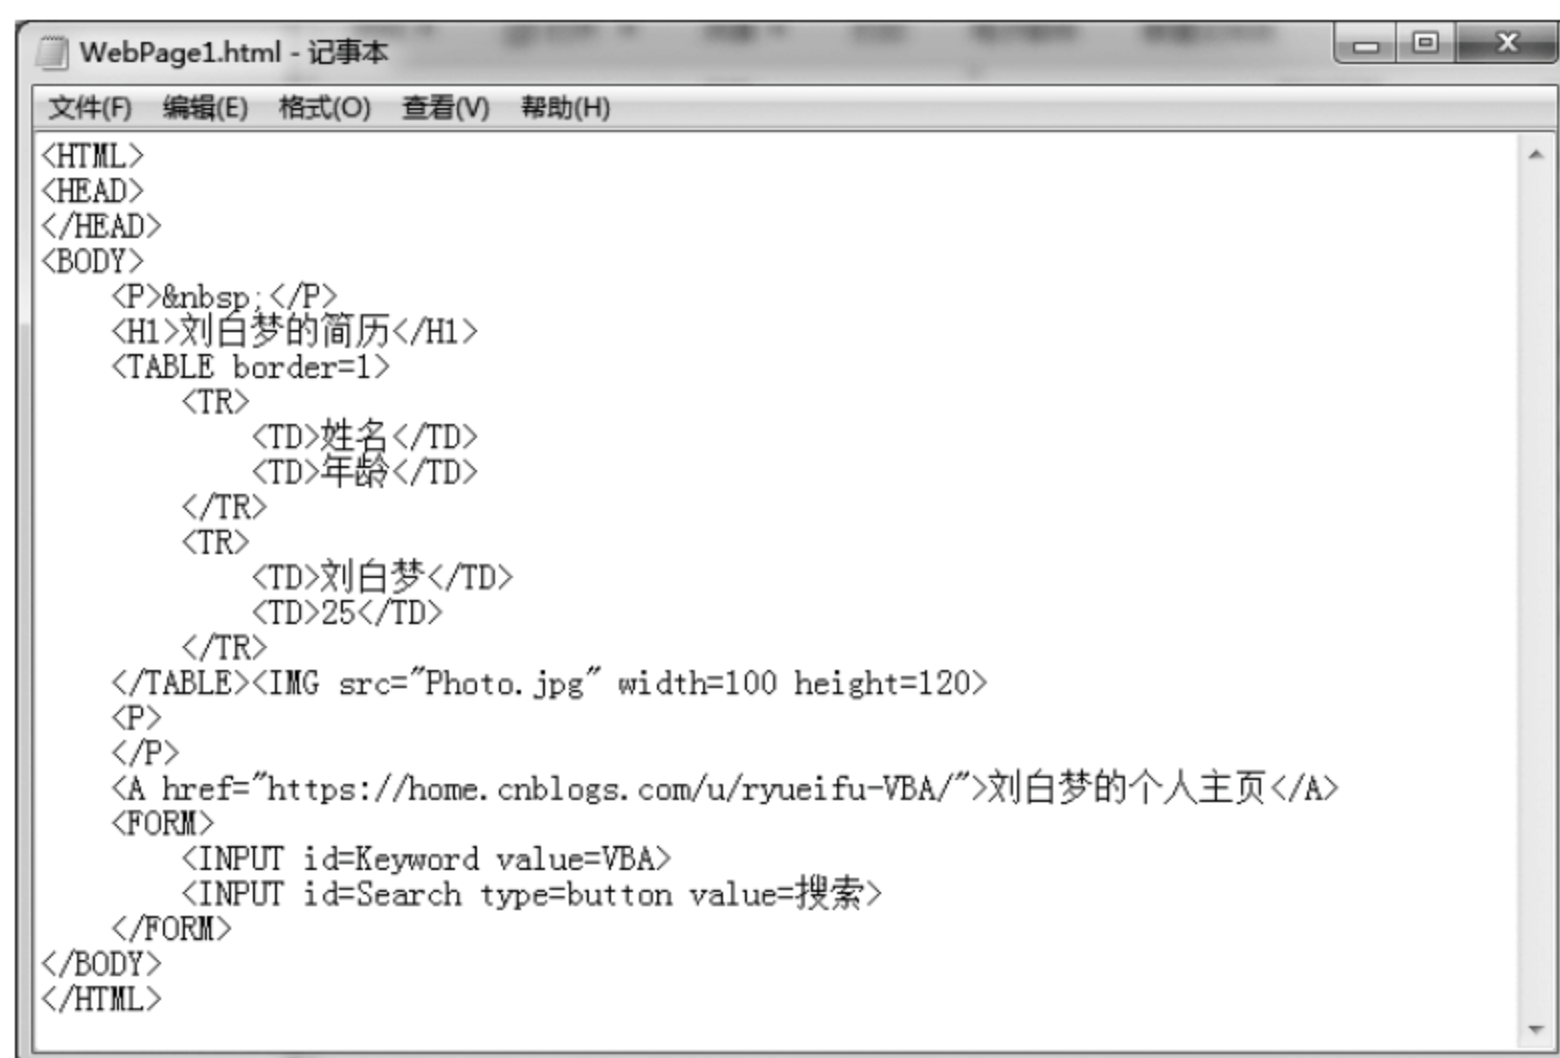 WebPage1.html - 记事本
文件(F) 编辑(E) 格式(O) 查看(V) 帮助(H)
<HTML>
<HEAD>
</HEAD>
<BODY>
    <P>&nbsp;</P>
    <H1>刘白梦的简历</H1>
    <TABLE border=1>
        <TR>
            <TD>姓名</TD>
            <TD>年龄</TD>
        </TR>
        <TR>
            <TD>刘白梦</TD>
            <TD>25</TD>
        </TR>
    </TABLE><IMG src="Photo.jpg" width=100 height=120>
    <P>
    </P>
    <A href="https://home.cnblogs.com/u/ryueifu-VBA/">刘白梦的个人主页</A>
    <FORM>
        <INPUT id=Keyword value=VBA>
        <INPUT id=Search type=button value=搜索>
    </FORM>
</BODY>
</HTML>